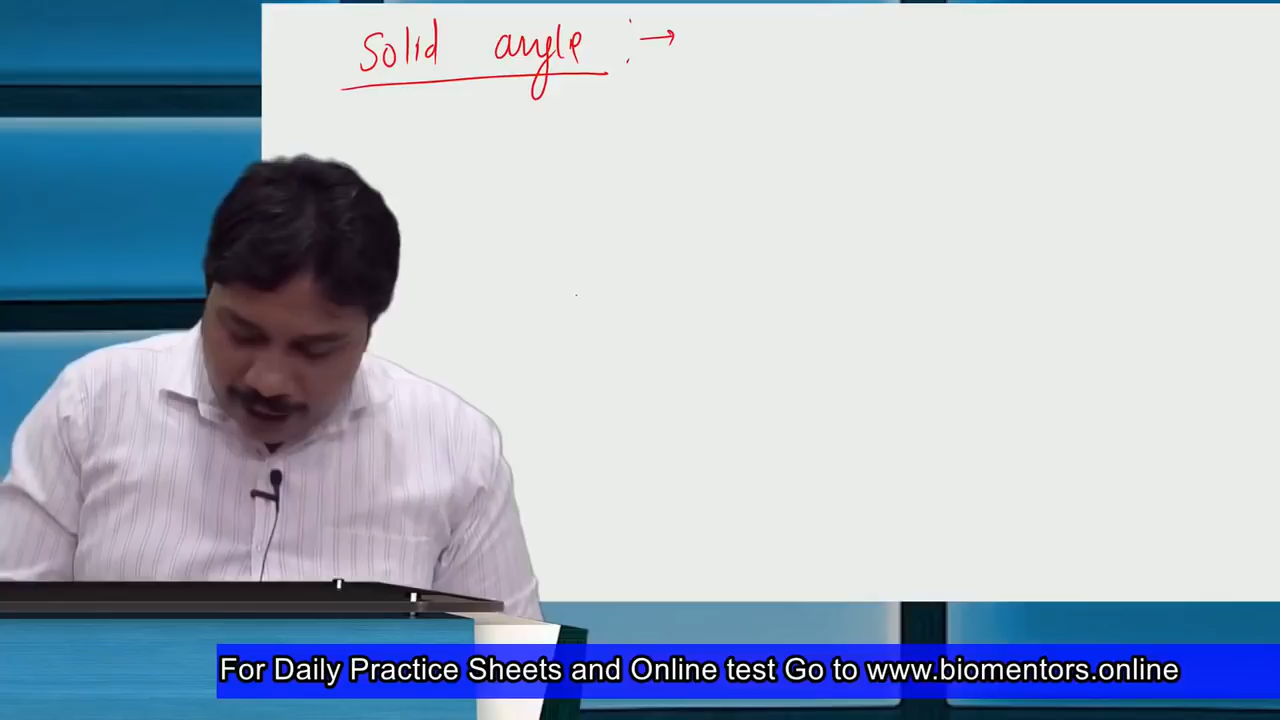 Solid angle :→
For Daily Practice Sheets and Online test Go to www.biomentors.online